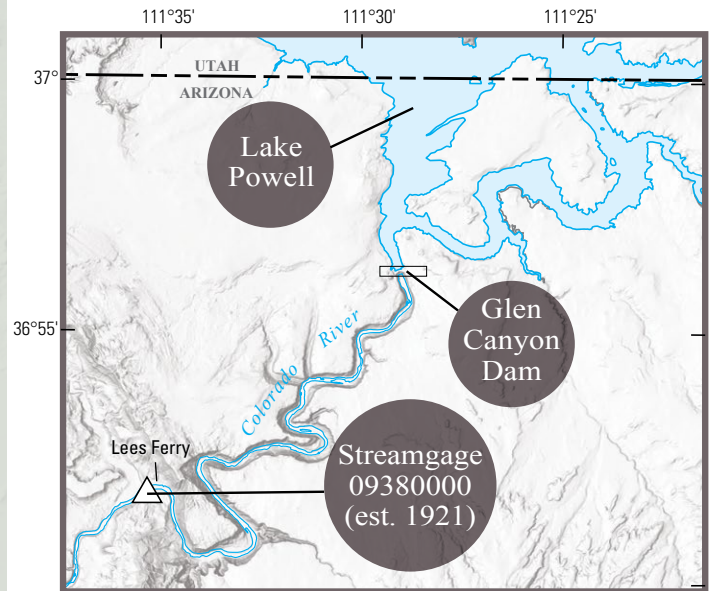 111°35' 111°30' 111°25'
37°
UTAH
ARIZONA
Lake
Powell
36°55'
Glen
Canyon
Dam
Colorado River
Lees Ferry
Streamgage
09380000
(est. 1921)